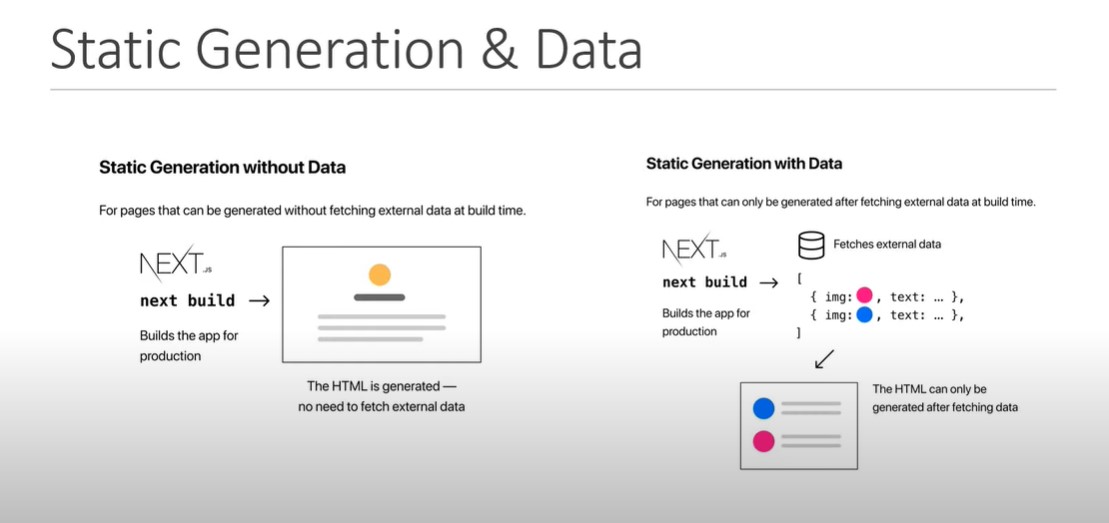 Static Generation & Data
Static Generation without Data
For pages that can be generated without fetching external data at build time.
NEXT.JS
next build →
Builds the app for
production
The HTML is generated —
no need to fetch external data
Static Generation with Data
For pages that can only be generated after fetching external data at build time.
NEXT.JS
next build →
Builds the app for
production
Fetches external data
[
{ img: , text: … },
{ img: , text: … },
]
The HTML can only be
generated after fetching data